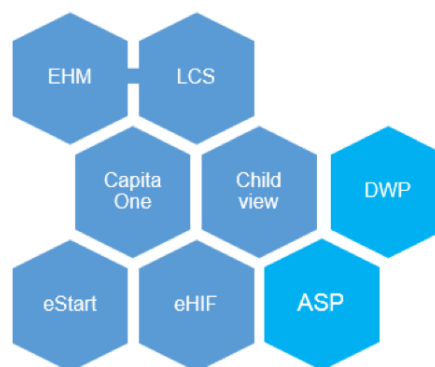 EHM
LCS
Capita
One
Child
view
DWP
eStart
eHIF
ASP